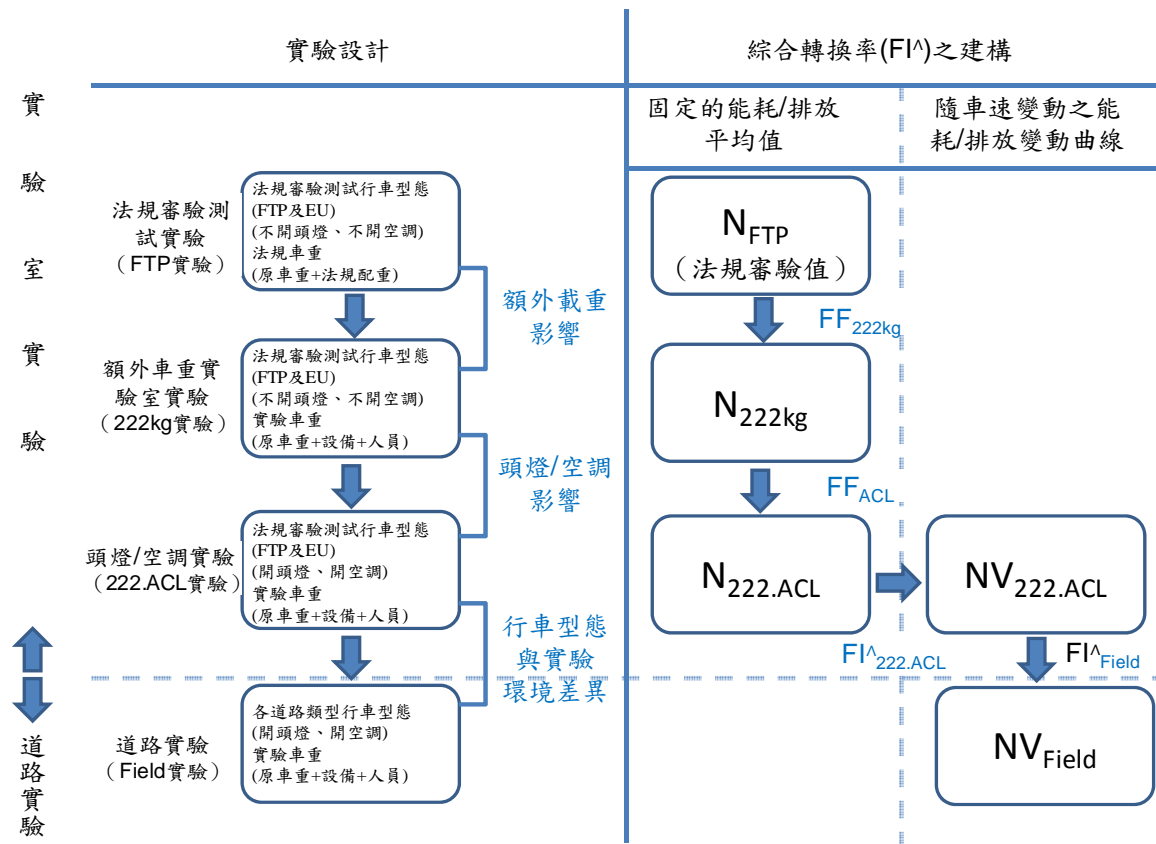 實驗設計
綜合轉換率(FI^)之建構
固定的能耗/排放
平均值
隨車速變動之能
耗/排放變動曲線
實
驗
室
實
驗
法規審驗測
試實驗
（FTP實驗）
法規審驗測試行車型態
(FTP及EU)
(不開頭燈、不開空調)
法規車重
(原車重+法規配重)
額外載重
影響
額外車重實
驗室實驗
（222kg實驗）
法規審驗測試行車型態
(FTP及EU)
(不開頭燈、不開空調)
實驗車重
(原車重+設備+人員)
頭燈/空調
影響
頭燈/空調實驗
（222.ACL實驗）
法規審驗測試行車型態
(FTP及EU)
(開頭燈、開空調)
實驗車重
(原車重+設備+人員)
行車型態
與實驗
環境差異
道
路
實
驗
道路實驗
（Field實驗）
各道路類型行車型態
(開頭燈、開空調)
實驗車重
(原車重+設備+人員)
NFTP
（法規審驗值）
FF222kg
N222kg
FFACL
N222.ACL
NV222.ACL
FI^222.ACL
FI^Field
NVField